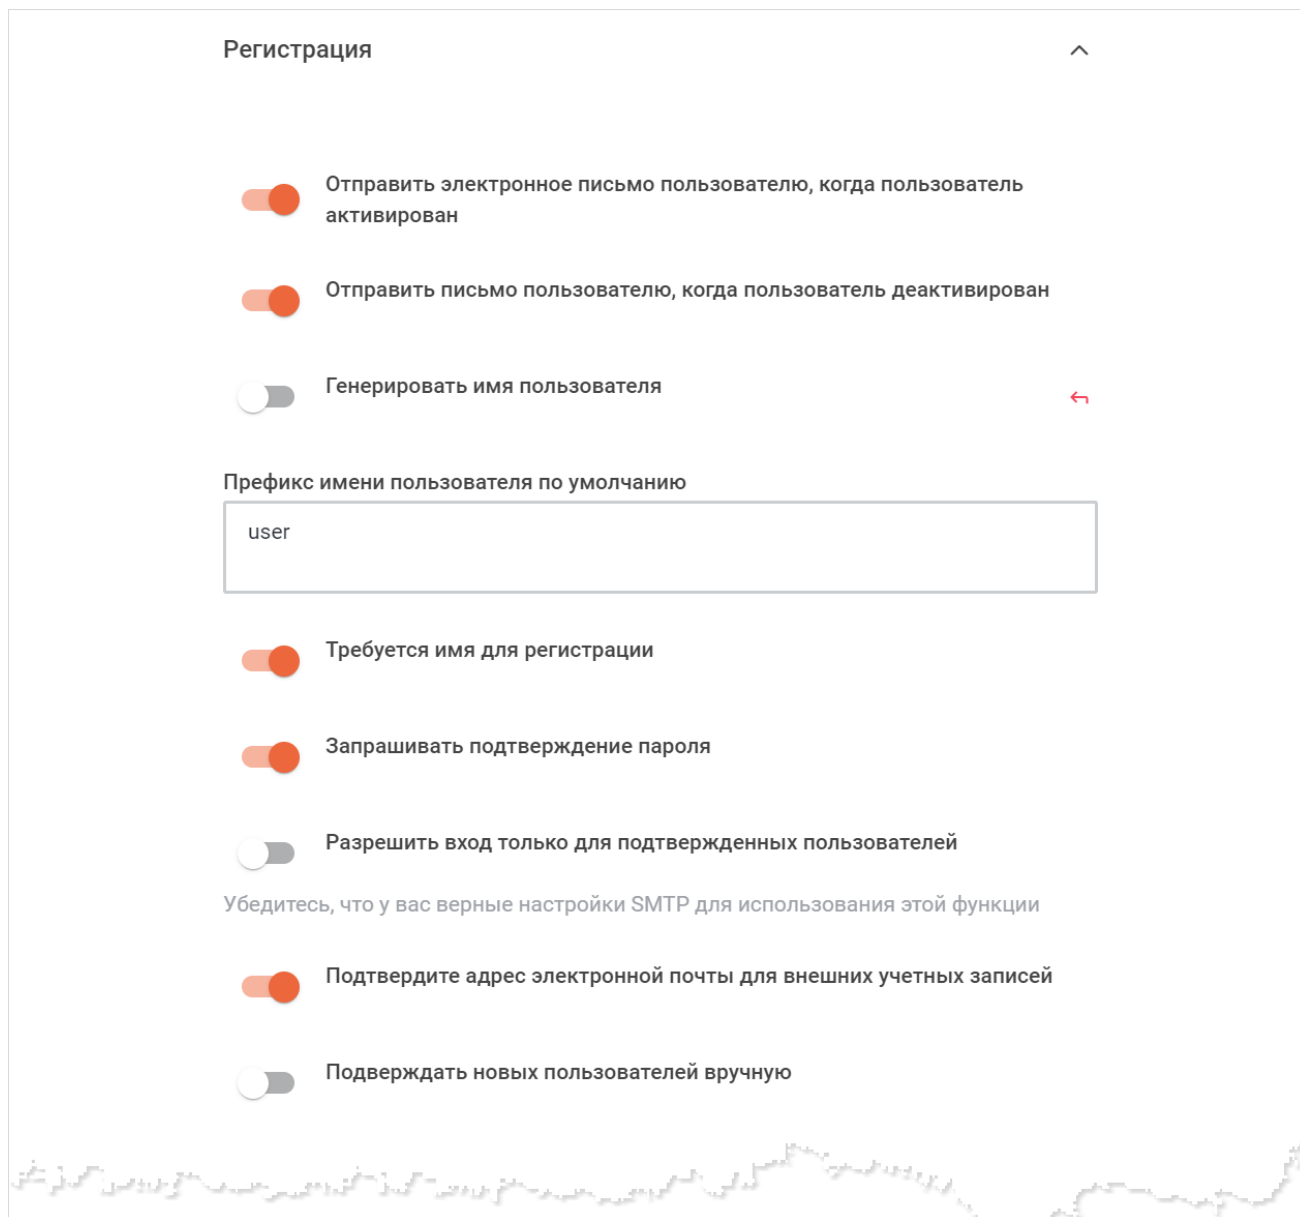 Регистрация
Отправить электронное письмо пользователю, когда пользователь
активирован
Отправить письмо пользователю, когда пользователь деактивирован
Генерировать имя пользователя
Префикс имени пользователя по умолчанию
user
Требуется имя для регистрации
Запрашивать подтверждение пароля
Разрешить вход только для подтвержденных пользователей
Убедитесь, что у вас верные настройки SMTP для использования этой функции
Подтвердите адрес электронной почты для внешних учетных записей
Подверждать новых пользователей вручную